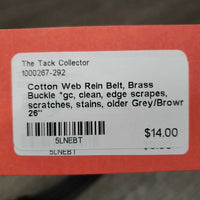 The Tack Collector
1000267-292
Cotton Web Rein Belt, Brass
Buckle "gc, clean, edge scrapes,
scratches, stains, older Grey/Browr
26"
$14.00
5LNEBT
5LNEBT